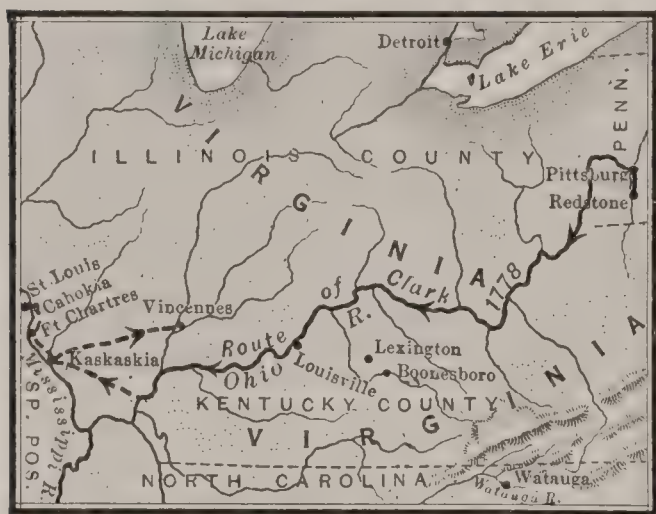 Lake
Michigan
Detroit
Lake Erie
PENN.
VIRGINIA
ILLINOIS COUNTY
Pittsburg
Redstone
1778
St. Louis
Cahokia
Ft Chartres
Vincennes
Kaskaskia
Route of Clark
Ohio R.
Louisville
Lexington
Boonesboro
KENTUCKY COUNTY
VIRGINIA
Mississippi R.
SP. POS.
NORTH CAROLINA
Watauga
Watauga R.